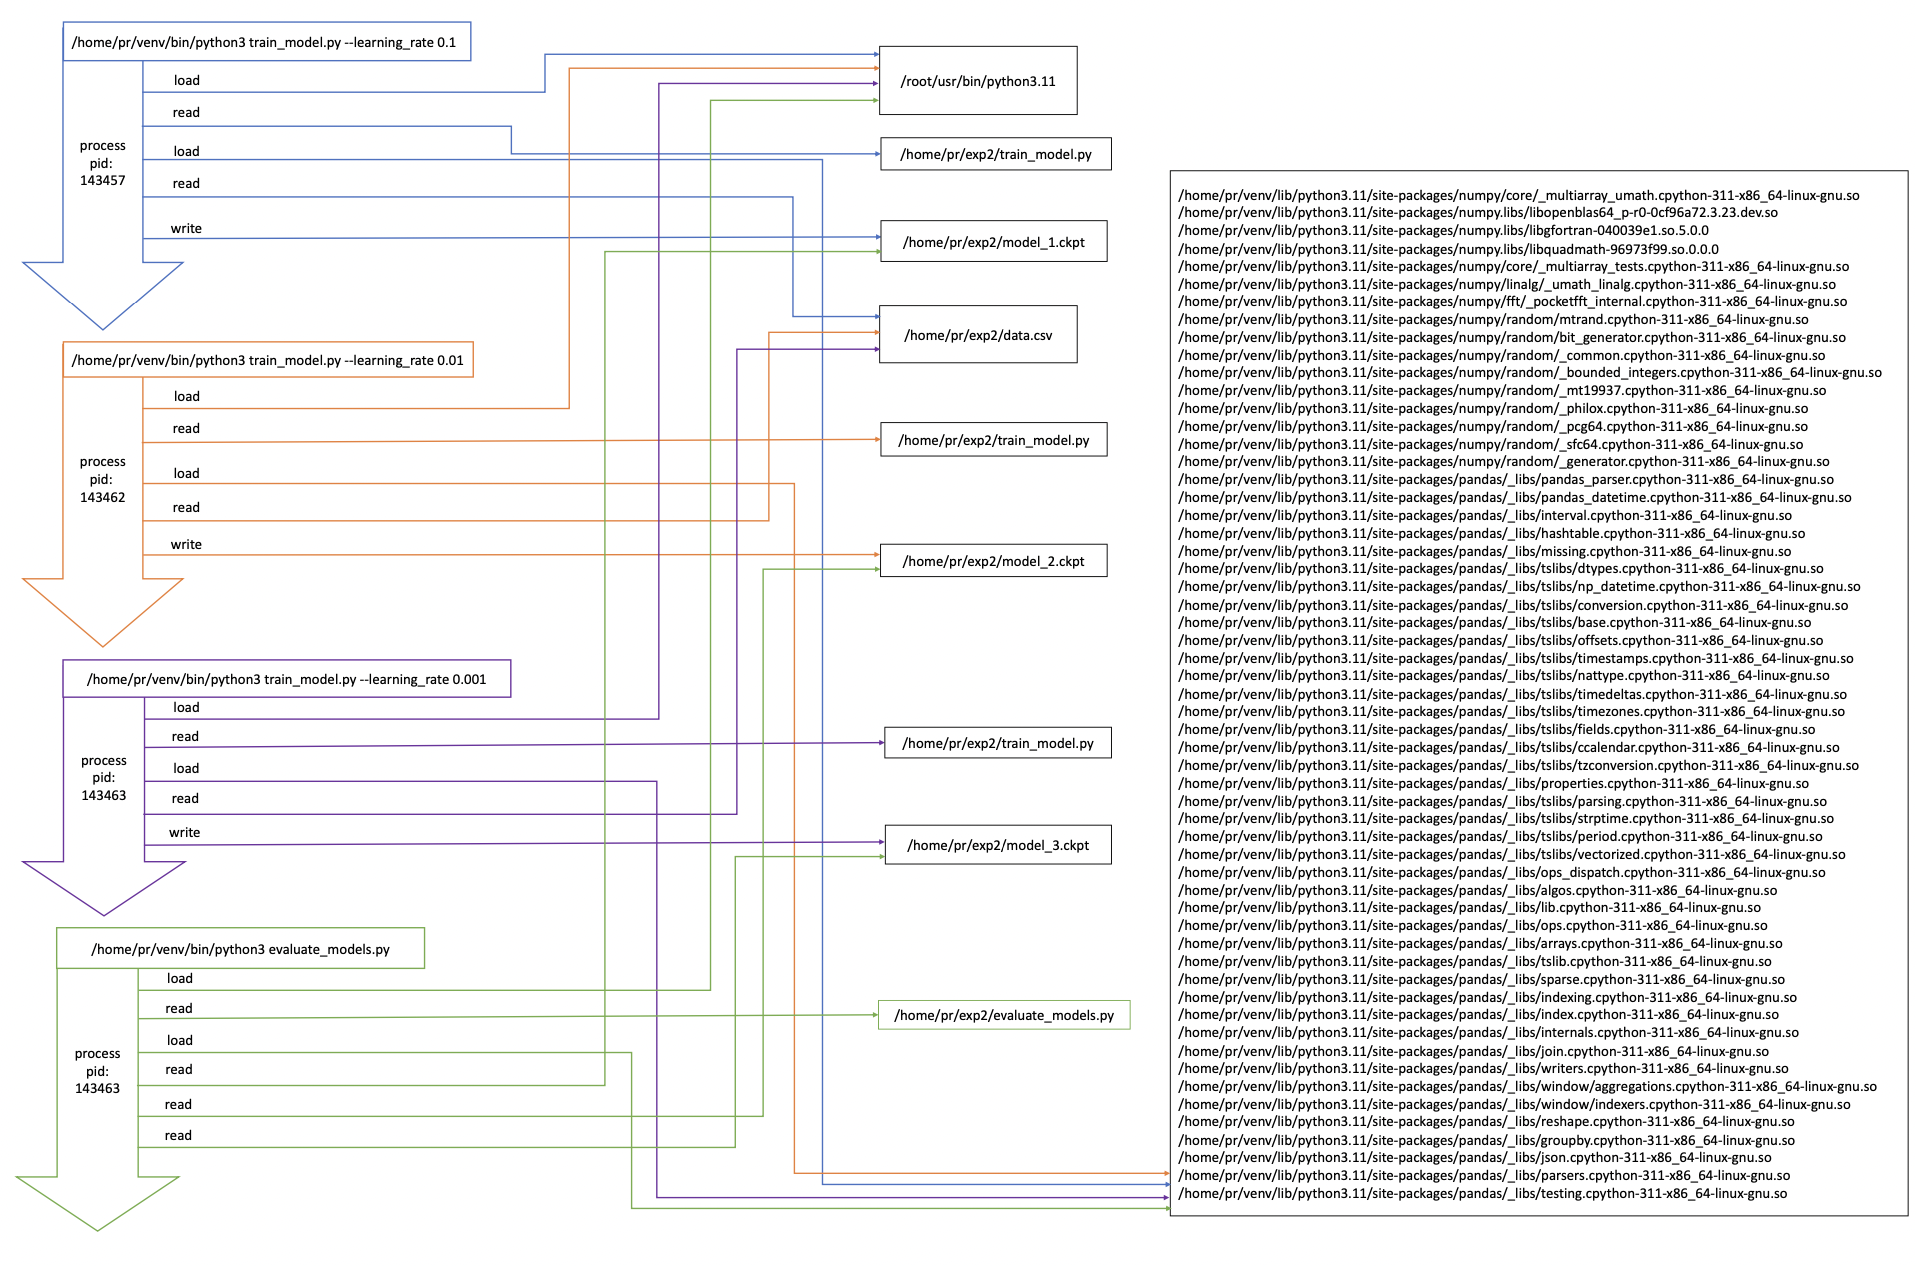 /home/pr/venv/bin/python3 train_model.py --learning_rate 0.1
load
read
process
pid:
143457
load
read
write
/home/pr/venv/bin/python3 train_model.py --learning_rate 0.01
load
read
process
pid:
143462
load
read
write
/home/pr/venv/bin/python3 train_model.py --learning_rate 0.001
load
read
process
pid:
143463
load
read
write
/home/pr/venv/bin/python3 evaluate_models.py
load
read
process
pid:
143463
load
read
read
read
/root/usr/bin/python3.11
/home/pr/exp2/train_model.py
/home/pr/exp2/model_1.ckpt
/home/pr/exp2/data.csv
/home/pr/exp2/train_model.py
/home/pr/exp2/model_2.ckpt
/home/pr/exp2/train_model.py
/home/pr/exp2/model_3.ckpt
/home/pr/exp2/evaluate_models.py
/home/pr/venv/lib/python3.11/site-packages/numpy/core/_multiarray_umath.cpython-311-x86_64-linux-gnu.so
/home/pr/venv/lib/python3.11/site-packages/numpy.libs/libopenblas64_p-r0-0cf96a72.3.23.dev.so
/home/pr/venv/lib/python3.11/site-packages/numpy.libs/libgfortran-040039e1.so.5.0.0
/home/pr/venv/lib/python3.11/site-packages/numpy.libs/libquadmath-96973f99.so.0.0.0
/home/pr/venv/lib/python3.11/site-packages/numpy/core/_multiarray_tests.cpython-311-x86_64-linux-gnu.so
/home/pr/venv/lib/python3.11/site-packages/numpy/linalg/_umath_linalg.cpython-311-x86_64-linux-gnu.so
/home/pr/venv/lib/python3.11/site-packages/numpy/fft/_pocketfft_internal.cpython-311-x86_64-linux-gnu.so
/home/pr/venv/lib/python3.11/site-packages/numpy/random/mtrand.cpython-311-x86_64-linux-gnu.so
/home/pr/venv/lib/python3.11/site-packages/numpy/random/bit_generator.cpython-311-x86_64-linux-gnu.so
/home/pr/venv/lib/python3.11/site-packages/numpy/random/_common.cpython-311-x86_64-linux-gnu.so
/home/pr/venv/lib/python3.11/site-packages/numpy/random/_bounded_integers.cpython-311-x86_64-linux-gnu.so
/home/pr/venv/lib/python3.11/site-packages/numpy/random/_mt19937.cpython-311-x86_64-linux-gnu.so
/home/pr/venv/lib/python3.11/site-packages/numpy/random/_philox.cpython-311-x86_64-linux-gnu.so
/home/pr/venv/lib/python3.11/site-packages/numpy/random/_pcg64.cpython-311-x86_64-linux-gnu.so
/home/pr/venv/lib/python3.11/site-packages/numpy/random/_sfc64.cpython-311-x86_64-linux-gnu.so
/home/pr/venv/lib/python3.11/site-packages/numpy/random/_generator.cpython-311-x86_64-linux-gnu.so
/home/pr/venv/lib/python3.11/site-packages/pandas/_libs/pandas_parser.cpython-311-x86_64-linux-gnu.so
/home/pr/venv/lib/python3.11/site-packages/pandas/_libs/pandas_datetime.cpython-311-x86_64-linux-gnu.so
/home/pr/venv/lib/python3.11/site-packages/pandas/_libs/interval.cpython-311-x86_64-linux-gnu.so
/home/pr/venv/lib/python3.11/site-packages/pandas/_libs/hashtable.cpython-311-x86_64-linux-gnu.so
/home/pr/venv/lib/python3.11/site-packages/pandas/_libs/missing.cpython-311-x86_64-linux-gnu.so
/home/pr/venv/lib/python3.11/site-packages/pandas/_libs/tslibs/dtypes.cpython-311-x86_64-linux-gnu.so
/home/pr/venv/lib/python3.11/site-packages/pandas/_libs/tslibs/np_datetime.cpython-311-x86_64-linux-gnu.so
/home/pr/venv/lib/python3.11/site-packages/pandas/_libs/tslibs/conversion.cpython-311-x86_64-linux-gnu.so
/home/pr/venv/lib/python3.11/site-packages/pandas/_libs/tslibs/base.cpython-311-x86_64-linux-gnu.so
/home/pr/venv/lib/python3.11/site-packages/pandas/_libs/tslibs/offsets.cpython-311-x86_64-linux-gnu.so
/home/pr/venv/lib/python3.11/site-packages/pandas/_libs/tslibs/timestamps.cpython-311-x86_64-linux-gnu.so
/home/pr/venv/lib/python3.11/site-packages/pandas/_libs/tslibs/nattype.cpython-311-x86_64-linux-gnu.so
/home/pr/venv/lib/python3.11/site-packages/pandas/_libs/tslibs/timedeltas.cpython-311-x86_64-linux-gnu.so
/home/pr/venv/lib/python3.11/site-packages/pandas/_libs/tslibs/timezones.cpython-311-x86_64-linux-gnu.so
/home/pr/venv/lib/python3.11/site-packages/pandas/_libs/tslibs/fields.cpython-311-x86_64-linux-gnu.so
/home/pr/venv/lib/python3.11/site-packages/pandas/_libs/tslibs/ccalendar.cpython-311-x86_64-linux-gnu.so
/home/pr/venv/lib/python3.11/site-packages/pandas/_libs/tslibs/tzconversion.cpython-311-x86_64-linux-gnu.so
/home/pr/venv/lib/python3.11/site-packages/pandas/_libs/properties.cpython-311-x86_64-linux-gnu.so
/home/pr/venv/lib/python3.11/site-packages/pandas/_libs/tslibs/parsing.cpython-311-x86_64-linux-gnu.so
/home/pr/venv/lib/python3.11/site-packages/pandas/_libs/tslibs/strptime.cpython-311-x86_64-linux-gnu.so
/home/pr/venv/lib/python3.11/site-packages/pandas/_libs/tslibs/period.cpython-311-x86_64-linux-gnu.so
/home/pr/venv/lib/python3.11/site-packages/pandas/_libs/tslibs/vectorized.cpython-311-x86_64-linux-gnu.so
/home/pr/venv/lib/python3.11/site-packages/pandas/_libs/ops_dispatch.cpython-311-x86_64-linux-gnu.so
/home/pr/venv/lib/python3.11/site-packages/pandas/_libs/algos.cpython-311-x86_64-linux-gnu.so
/home/pr/venv/lib/python3.11/site-packages/pandas/_libs/lib.cpython-311-x86_64-linux-gnu.so
/home/pr/venv/lib/python3.11/site-packages/pandas/_libs/ops.cpython-311-x86_64-linux-gnu.so
/home/pr/venv/lib/python3.11/site-packages/pandas/_libs/arrays.cpython-311-x86_64-linux-gnu.so
/home/pr/venv/lib/python3.11/site-packages/pandas/_libs/tslib.cpython-311-x86_64-linux-gnu.so
/home/pr/venv/lib/python3.11/site-packages/pandas/_libs/sparse.cpython-311-x86_64-linux-gnu.so
/home/pr/venv/lib/python3.11/site-packages/pandas/_libs/indexing.cpython-311-x86_64-linux-gnu.so
/home/pr/venv/lib/python3.11/site-packages/pandas/_libs/index.cpython-311-x86_64-linux-gnu.so
/home/pr/venv/lib/python3.11/site-packages/pandas/_libs/internals.cpython-311-x86_64-linux-gnu.so
/home/pr/venv/lib/python3.11/site-packages/pandas/_libs/join.cpython-311-x86_64-linux-gnu.so
/home/pr/venv/lib/python3.11/site-packages/pandas/_libs/writers.cpython-311-x86_64-linux-gnu.so
/home/pr/venv/lib/python3.11/site-packages/pandas/_libs/window/aggregations.cpython-311-x86_64-linux-gnu.so
/home/pr/venv/lib/python3.11/site-packages/pandas/_libs/window/indexers.cpython-311-x86_64-linux-gnu.so
/home/pr/venv/lib/python3.11/site-packages/pandas/_libs/reshape.cpython-311-x86_64-linux-gnu.so
/home/pr/venv/lib/python3.11/site-packages/pandas/_libs/groupby.cpython-311-x86_64-linux-gnu.so
/home/pr/venv/lib/python3.11/site-packages/pandas/_libs/json.cpython-311-x86_64-linux-gnu.so
/home/pr/venv/lib/python3.11/site-packages/pandas/_libs/parsers.cpython-311-x86_64-linux-gnu.so
/home/pr/venv/lib/python3.11/site-packages/pandas/_libs/testing.cpython-311-x86_64-linux-gnu.so